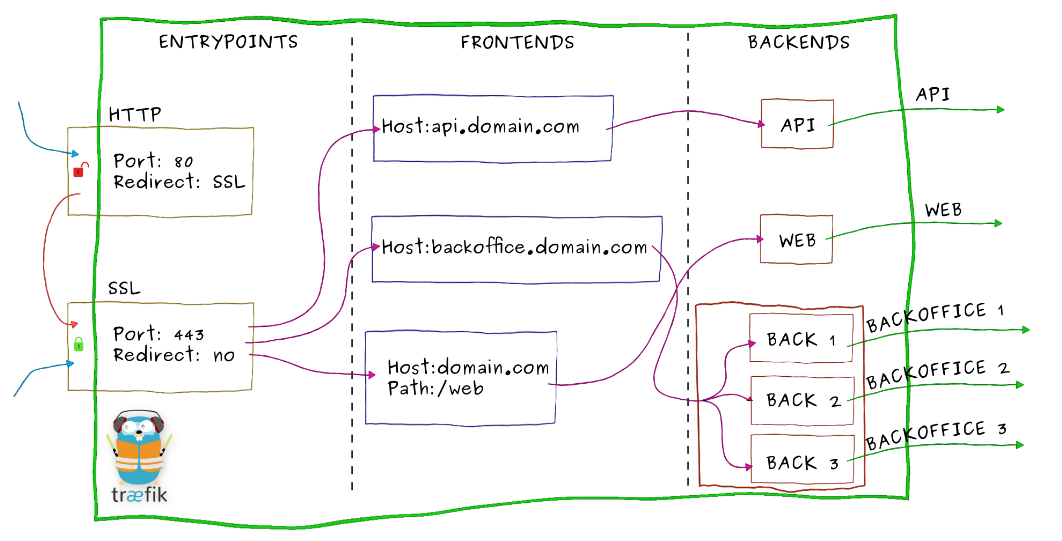 ENTRYPOINTS
FRONTENDS
BACKENDS
HTTP
Port: 80
Redirect: SSL
SSL
Port: 443
Redirect: no
træfik
Host:api.domain.com
Host:backoffice.domain.com
Host:domain.com
Path:/web
API
WEB
BACK 1
BACK 2
BACK 3
API
WEB
BACKOFFICE 1
BACKOFFICE 2
BACKOFFICE 3